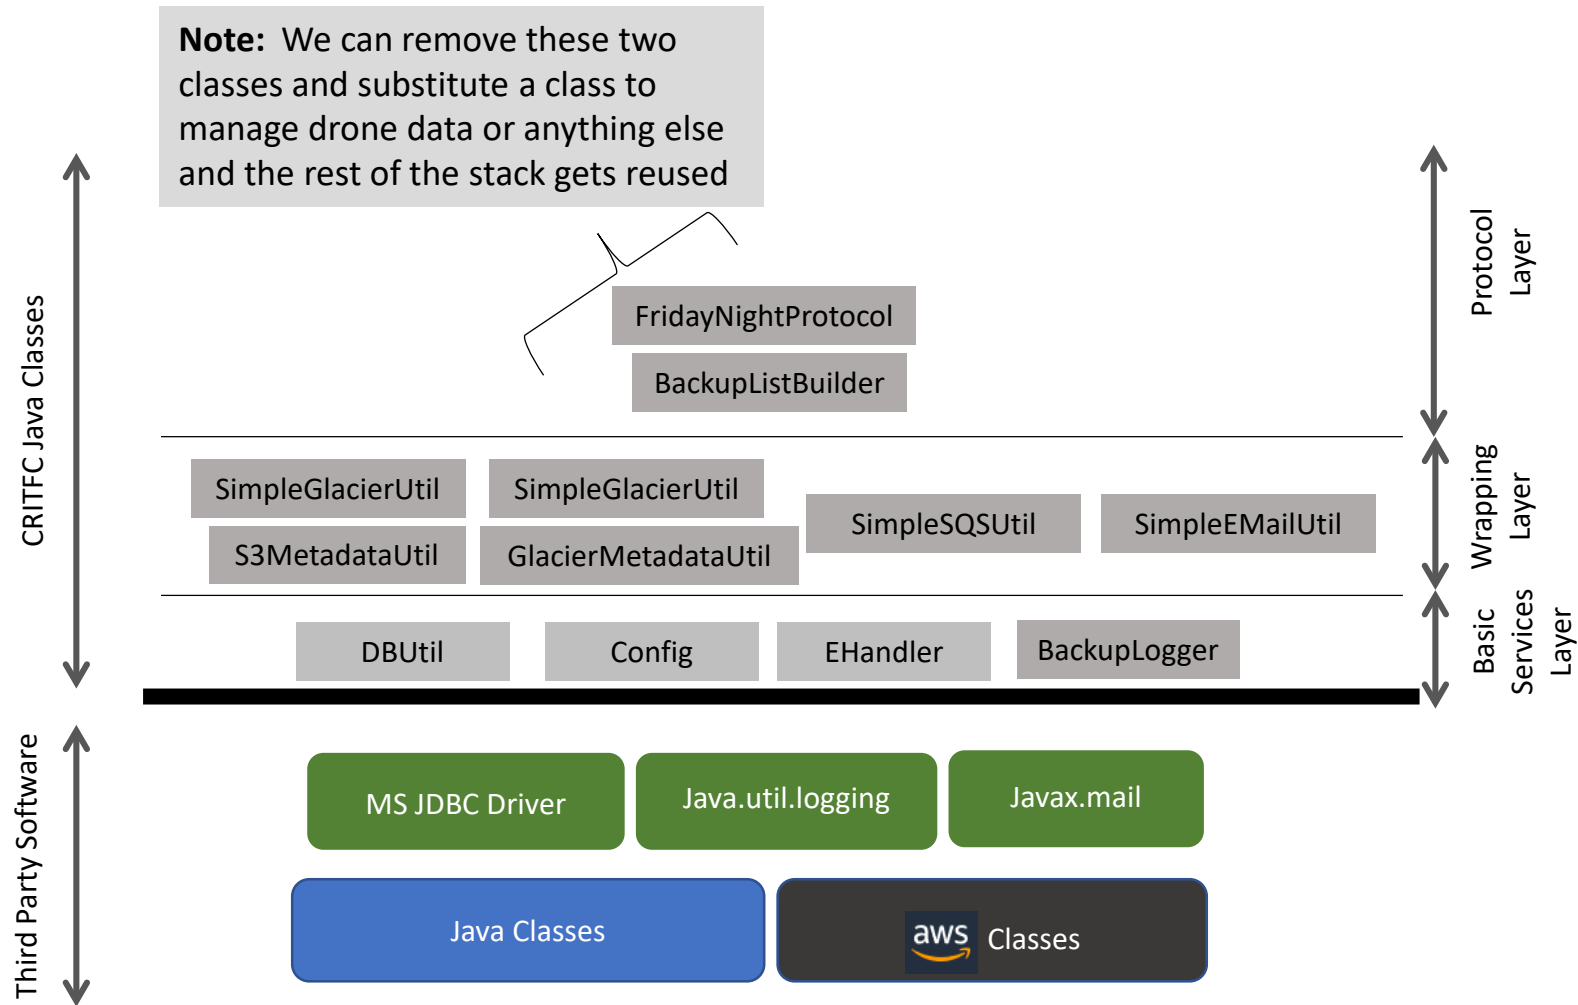 Note: We can remove these two
classes and substitute a class to
manage drone data or anything else
and the rest of the stack gets reused
CRITFC Java Classes
Protocol
Layer
FridayNightProtocol
BackupListBuilder
Wrapping
Layer
SimpleGlacierUtil
SimpleGlacierUtil
SimpleSQSUtil
SimpleEMailUtil
S3MetadataUtil
GlacierMetadataUtil
Basic
Services
Layer
DBUtil
Config
EHandler
BackupLogger
Third Party Software
MS JDBC Driver
Java.util.logging
Javax.mail
Java Classes
aws Classes